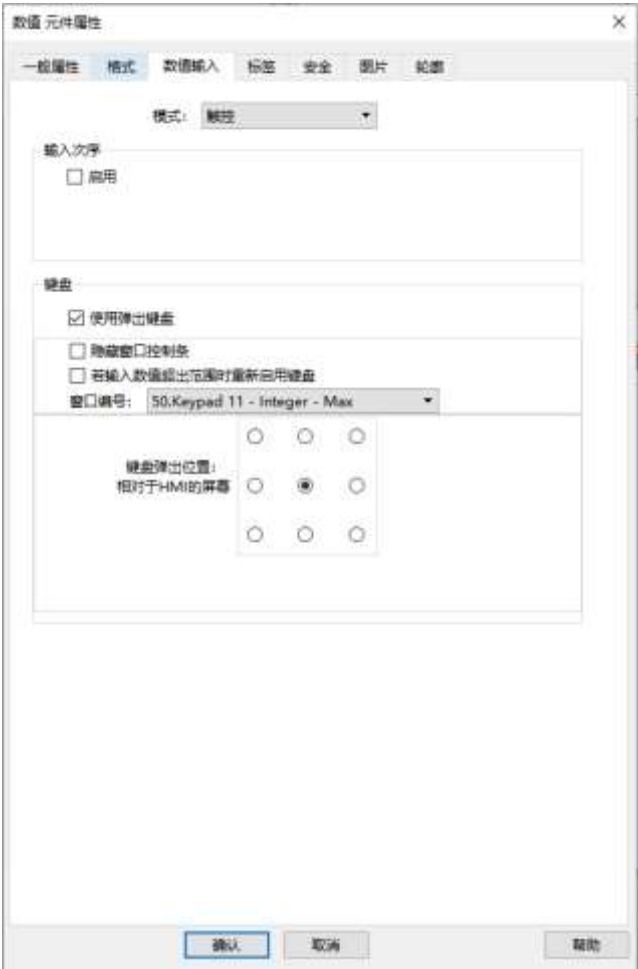 数值 元件属性
一般属性 格式 数值输入 标签 安全 图片 轮廓
模式: 触控
输入次序
启用
键盘
使用弹出键盘
隐藏窗口控制条
若输入数值超出范围时重新启用键盘
窗口编号: 50.Keypad 11 - Integer - Max
键盘弹出位置:
相对于HMI的屏幕
确认 取消 帮助